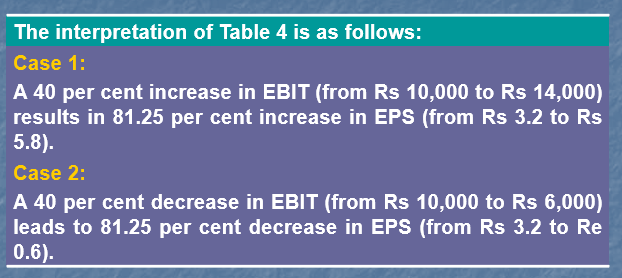 The interpretation of Table 4 is as follows:
Case 1:
A 40 per cent increase in EBIT (from Rs 10,000 to Rs 14,000)
results in 81.25 per cent increase in EPS (from Rs 3.2 to Rs
5.8).
Case 2:
A 40 per cent decrease in EBIT (from Rs 10,000 to Rs 6,000)
leads to 81.25 per cent decrease in EPS (from Rs 3.2 to Re
0.6).